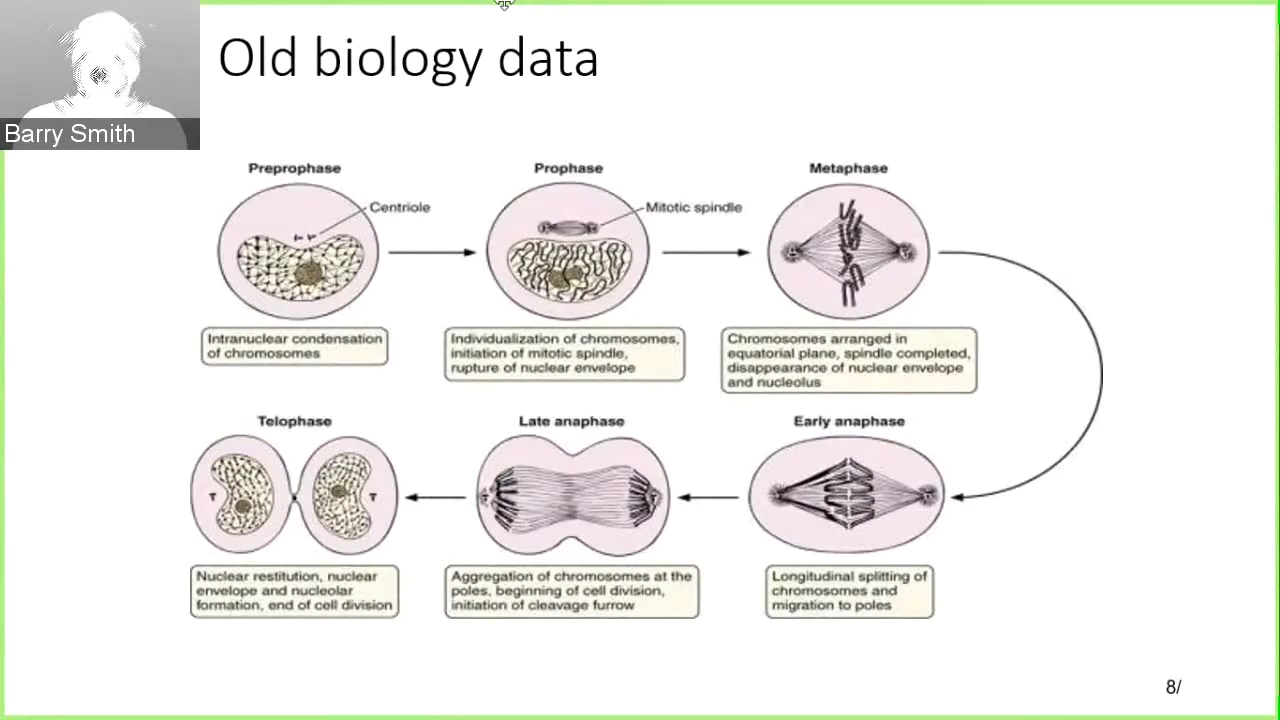 Old biology data
Barry Smith
Preprophase
Prophase
Metaphase
Centriole
Mitotic spindle
Intranuclear condensation
of chromosomes
Individualization of chromosomes,
initiation of mitotic spindle,
rupture of nuclear envelope
Chromosomes arranged in
equatorial plane, spindle completed,
disappearance of nuclear envelope
and nucleolus
Telophase
Late anaphase
Early anaphase
Nuclear restitution, nuclear
envelope and nucleolar
formation, end of cell division
Aggregation of chromosomes at the
poles, beginning of cell division,
initiation of cleavage furrow
Longitudinal splitting of
chromosomes and
migration to poles
8/